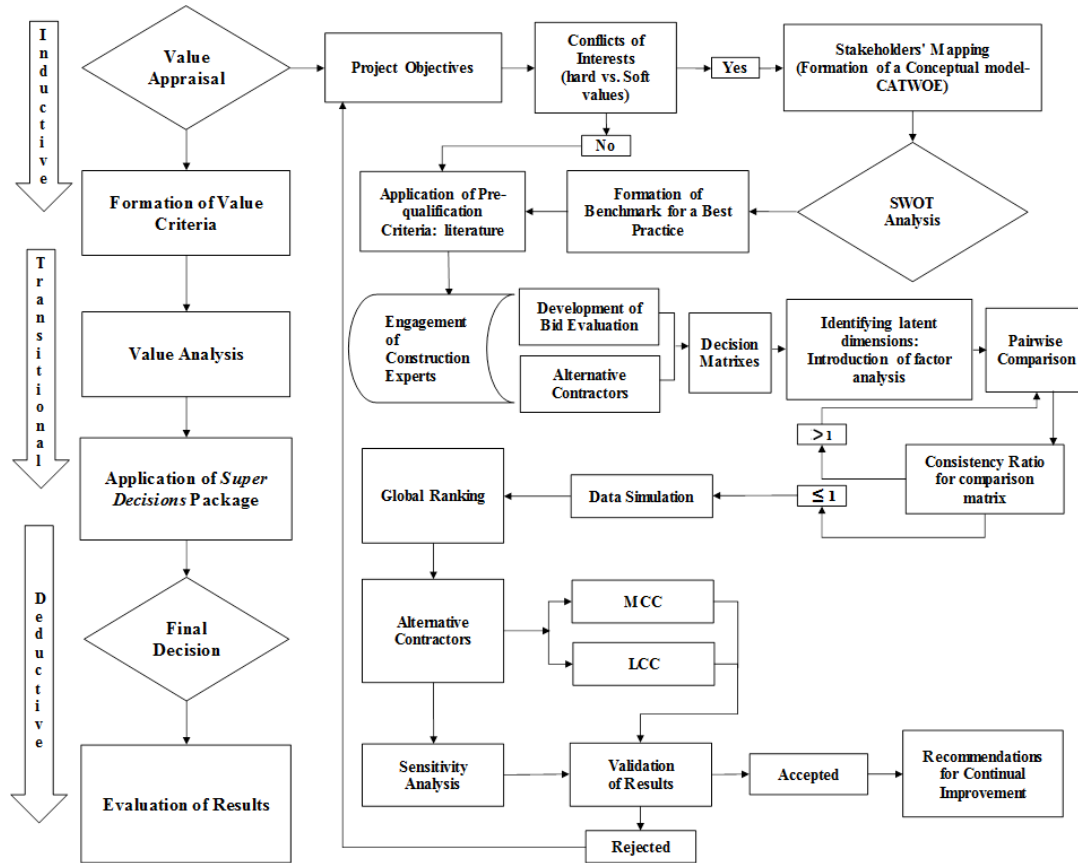 Inductive
Transitional
Deductive
Value
Appraisal
Formation of Value
Criteria
Value Analysis
Application of Super
Decisions Package
Final
Decision
Evaluation of Results
Project Objectives
Conflicts of
Interests
(hard vs. Soft
values)
Yes
Stakeholders' Mapping
(Formation of a Conceptual model-
CATWOE)
No
Application of Pre-
qualification
Criteria: literature
Formation of
Benchmark for a Best
Practice
SWOT
Analysis
Engagement
of
Construction
Experts
Development of
Bid Evaluation
Alternative
Contractors
Decision
Matrixes
Identifying latent
dimensions:
Introduction of factor
analysis
Pairwise
Comparison
>1
Consistency Ratio
for comparison
matrix
≤ 1
Data Simulation
Global Ranking
Alternative
Contractors
MCC
LCC
Sensitivity
Analysis
Validation
of Results
Accepted
Recommendations
for Continual
Improvement
Rejected